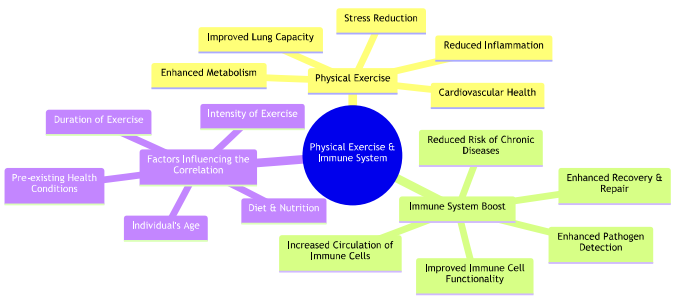 Stress Reduction
Improved Lung Capacity
Reduced Inflammation
Enhanced Metabolism
Physical Exercise
Cardiovascular Health
Duration of Exercise
Intensity of Exercise
Physical Exercise &
Immune System
Factors Influencing the
Correlation
Pre-existing Health
Conditions
Diet & Nutrition
Individual's Age
Reduced Risk of Chronic
Diseases
Enhanced Recovery &
Repair
Immune System Boost
Enhanced Pathogen
Detection
Increased Circulation of
Immune Cells
Improved Immune Cell
Functionality